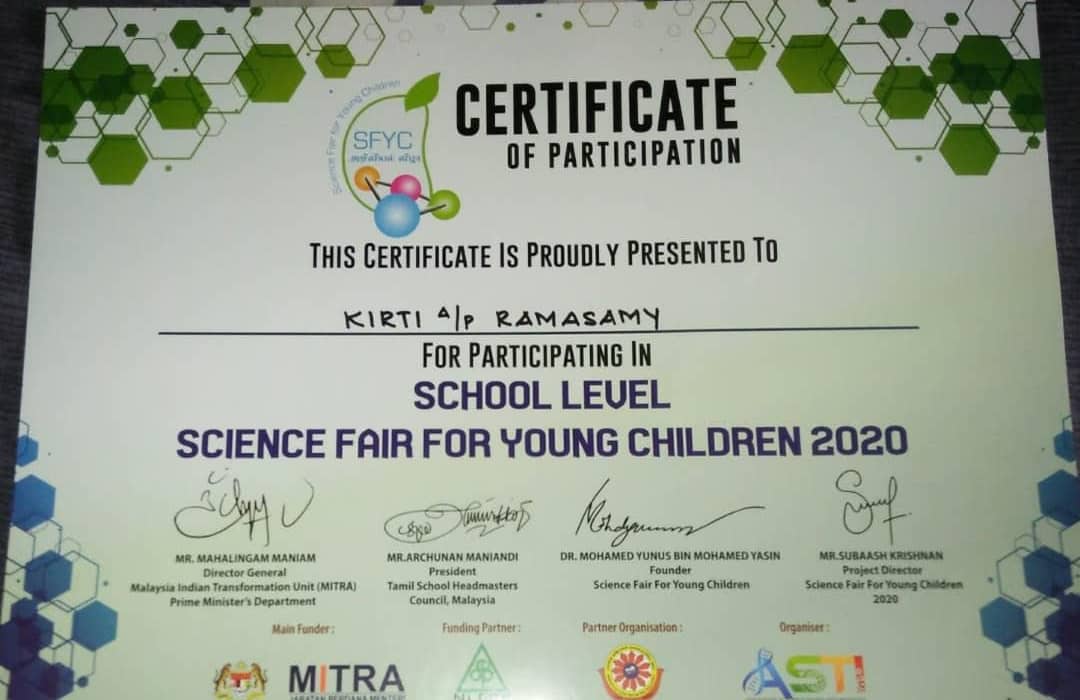 Science Fair for Young Children
SFYC
CERTIFICATE
OF PARTICIPATION
THIS CERTIFICATE IS PROUDLY PRESENTED TO
KIRTI A/P RAMASAMY
FOR PARTICIPATING IN
SCHOOL LEVEL
SCIENCE FAIR FOR YOUNG CHILDREN 2020
MR. MAHALINGAM MANIAM
Director General
Malaysia Indian Transformation Unit (MITRA)
Prime Minister's Department
MR.ARCHUNAN MANIANDI
President
Tamil School Headmasters
Council, Malaysia
DR. MOHAMED YUNUS BIN MOHAMED YASIN
Founder
Science Fair For Young Children
MR.SUBAASH KRISHNAN
Project Director
Science Fair For Young Children
2020
Main Funder :
Funding Partner :
Partner Organisation :
Organiser :
MITRA
JABATAN PERDANA MENTERI
ASTI